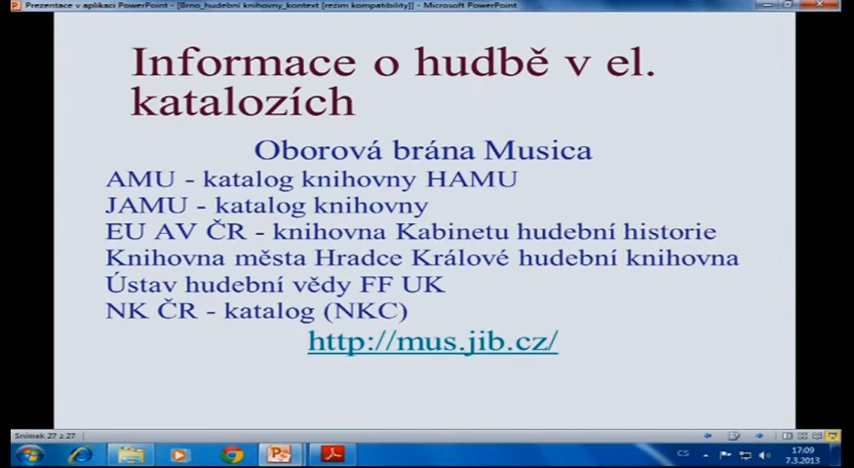 Prezentace v aplikaci PowerPoint - [Brno_hudební knihovny_kontext [režim kompatibility]] - Microsoft PowerPoint
Informace o hudbě v el.
katalozích
Oborová brána Musica
AMU - katalog knihovny HAMU
JAMU - katalog knihovny
EU AV ČR - knihovna Kabinetu hudební historie
Knihovna města Hradce Králové hudební knihovna
Ústav hudební vědy FF UK
NK ČR - katalog (NKC)
http://mus.jib.cz/
Snímek 27 z 27
CS
17:09
7.3.2013